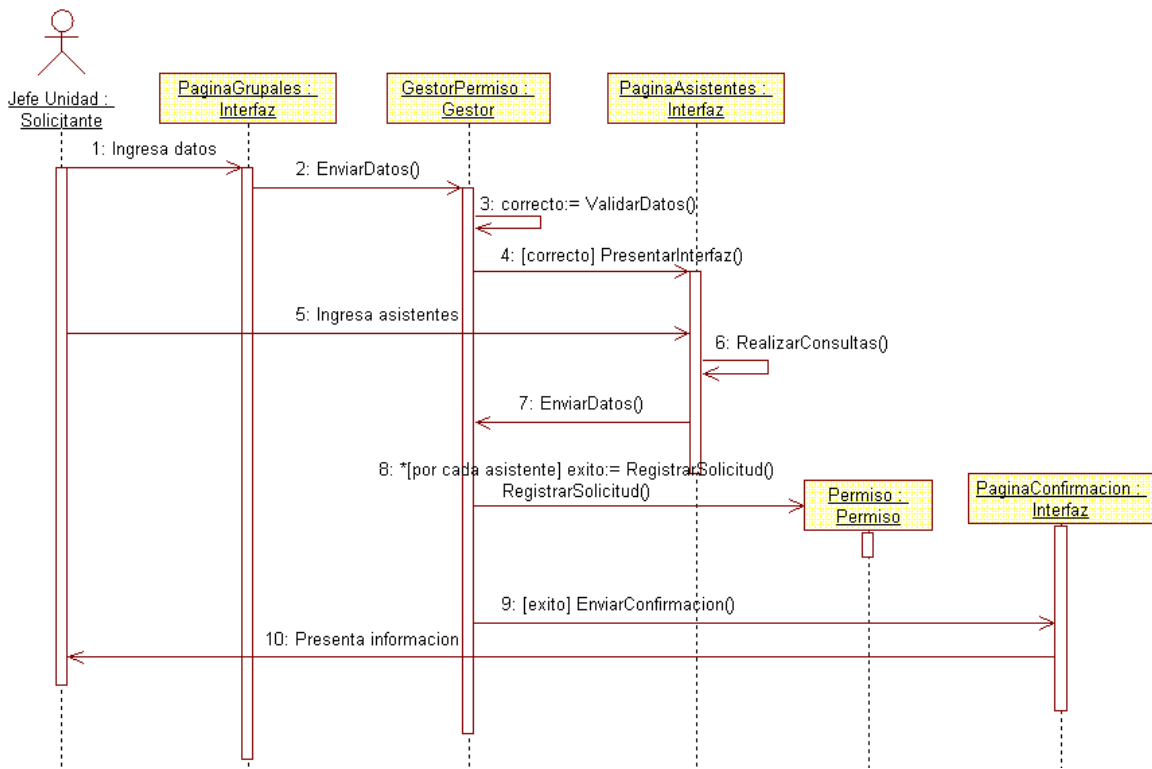 Jefe Unidad :
Solicitante
PaginaGrupales :
Interfaz
GestorPermiso :
Gestor
PaginaAsistentes :
Interfaz
1: Ingresa datos
2: EnviarDatos()
3: correcto:= ValidarDatos()
4: [correcto] PresentarInterfaz()
5: Ingresa asistentes
6: RealizarConsultas()
7: EnviarDatos()
8: *[por cada asistente] exito:= RegistrarSolicitud()
RegistrarSolicitud()
Permiso :
Permiso
PaginaConfirmacion :
Interfaz
9: [exito] EnviarConfirmacion()
10: Presenta informacion